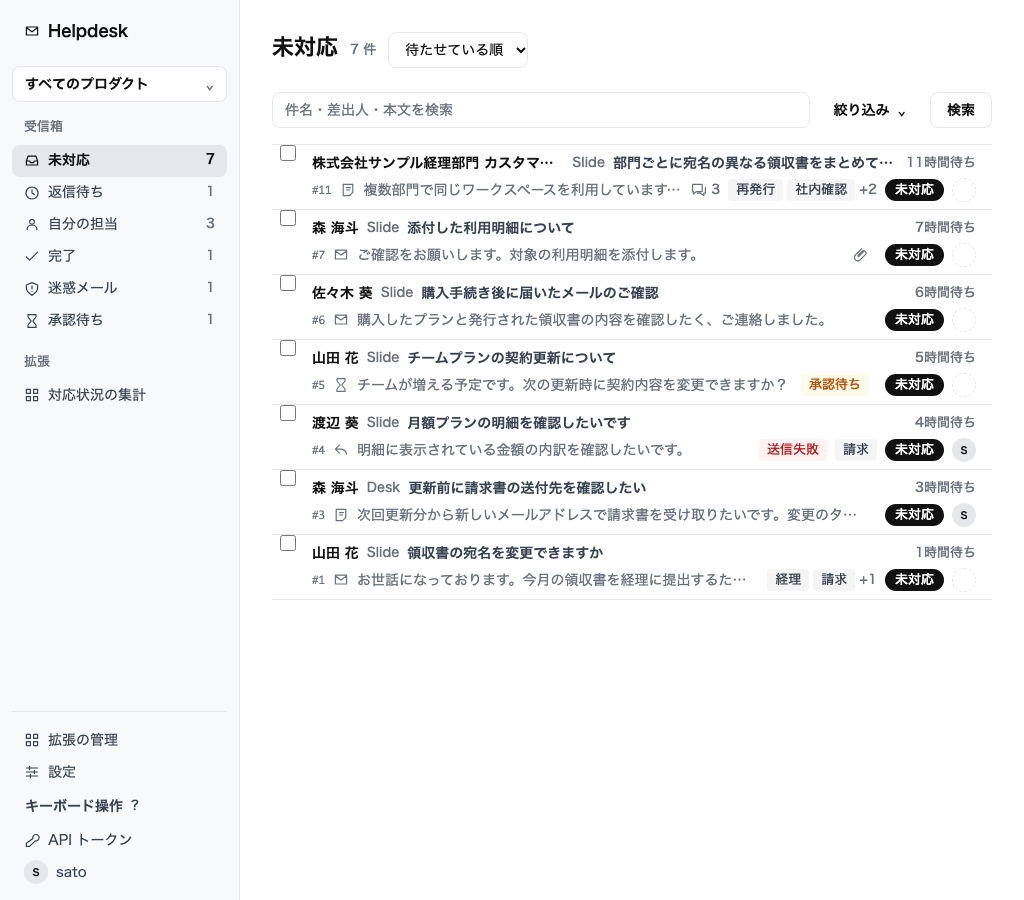 Helpdesk
すべてのプロダクト
受信箱
未対応 7
返信待ち 1
自分の担当 3
完了 1
迷惑メール 1
承認待ち 1
拡張
対応状況の集計
拡張の管理
設定
キーボード操作 ?
API トークン
S sato
未対応 7 件 待たせている順
件名・差出人・本文を検索 絞り込み 検索
株式会社サンプル経理部門 カスタマ… Slide 部門ごとに宛名の異なる領収書をまとめて… 11時間待ち
#11 複数部門で同じワークスペースを利用しています… 3 再発行 社内確認 +2 未対応
森 海斗 Slide 添付した利用明細について 7時間待ち
#7 ご確認をお願いします。対象の利用明細を添付します。 未対応
佐々木 葵 Slide 購入手続き後に届いたメールのご確認 6時間待ち
#6 購入したプランと発行された領収書の内容を確認したく、ご連絡しました。 未対応
山田 花 Slide チームプランの契約更新について 5時間待ち
#5 チームが増える予定です。次の更新時に契約内容を変更できますか？ 承認待ち 未対応
渡辺 葵 Slide 月額プランの明細を確認したいです 4時間待ち
#4 明細に表示されている金額の内訳を確認したいです。 送信失敗 請求 未対応 S
森 海斗 Desk 更新前に請求書の送付先を確認したい 3時間待ち
#3 次回更新分から新しいメールアドレスで請求書を受け取りたいです。変更のタ… 未対応 S
山田 花 Slide 領収書の宛名を変更できますか 1時間待ち
#1 お世話になっております。今月の領収書を経理に提出するた… 経理 請求 +1 未対応